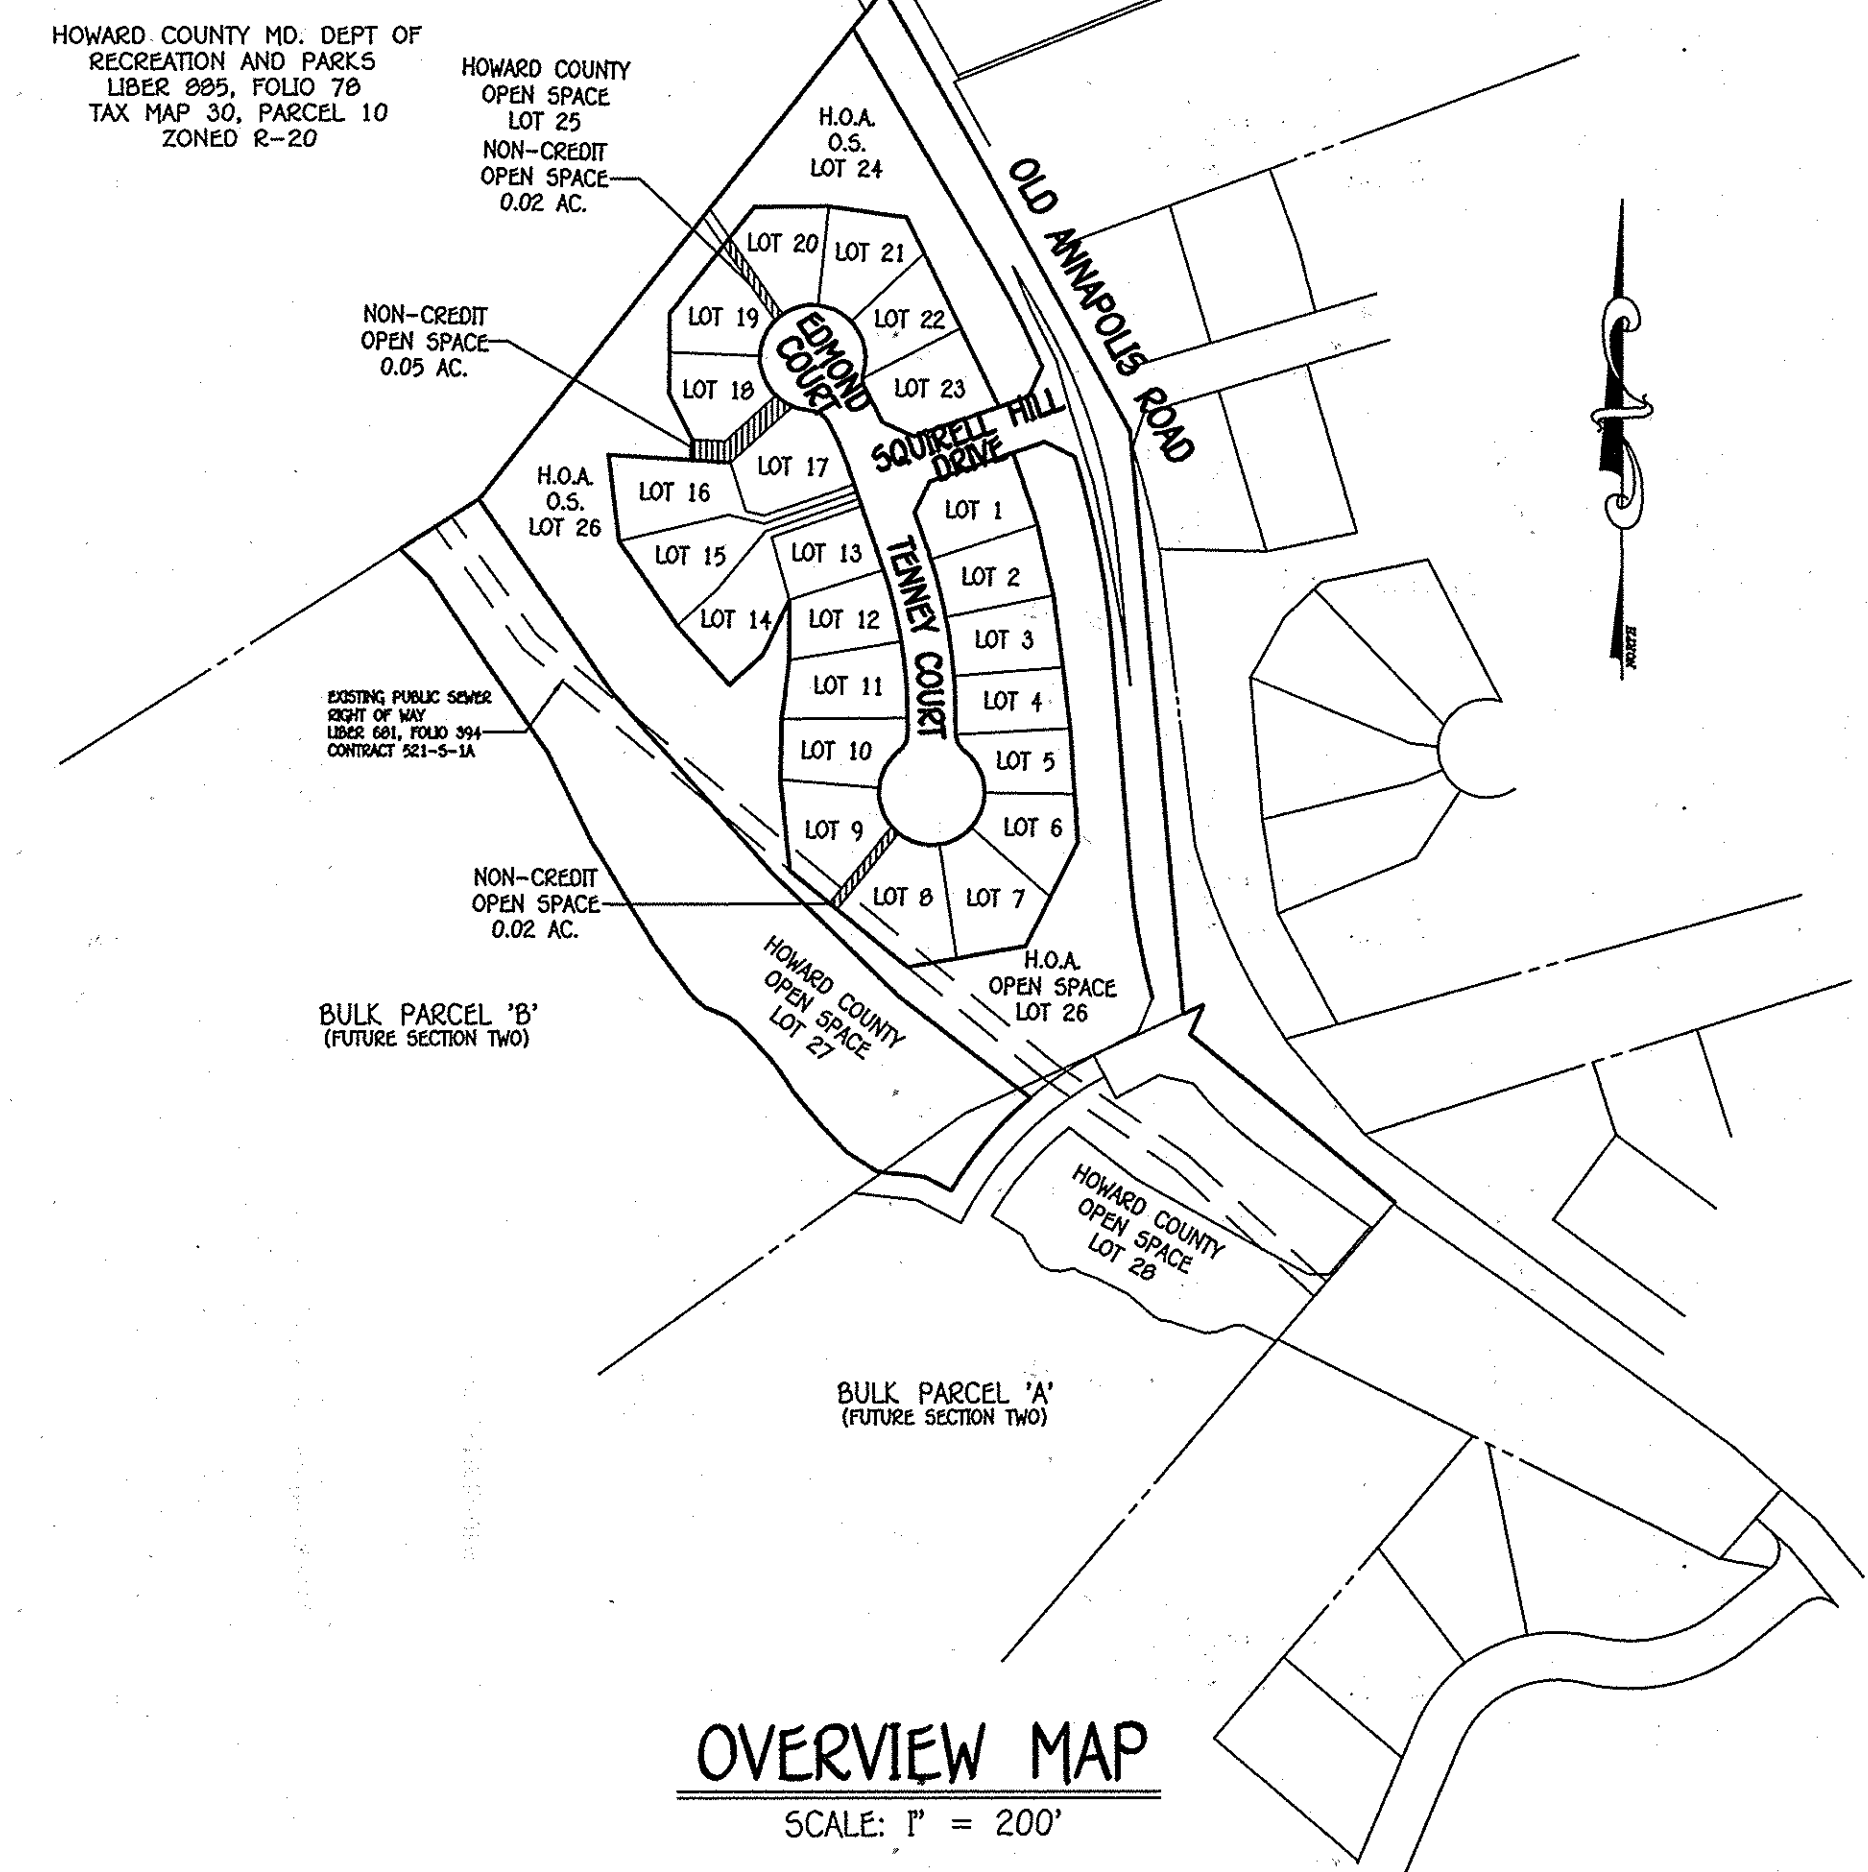 HOWARD COUNTY MD. DEPT OF
RECREATION AND PARKS
LIBER 885, FOLIO 78
TAX MAP 30, PARCEL 10
ZONED R-20
HOWARD COUNTY
OPEN SPACE
LOT 25
NON-CREDIT
OPEN SPACE
0.02 AC.
H.O.A.
O.S.
LOT 24
OLD ANNAPOLIS ROAD
LOT 20
LOT 21
LOT 19
LOT 22
EDMOND
COURT
NON-CREDIT
OPEN SPACE
0.05 AC.
LOT 18
LOT 23
SQUIRELL HILL
DRIVE
LOT 17
H.O.A.
O.S.
LOT 26
LOT 16
LOT 1
LOT 15
LOT 13
LOT 2
TENNEY COURT
LOT 14
LOT 12
LOT 3
NORTH
LOT 11
LOT 4
EXISTING PUBLIC SEWER
RIGHT OF WAY
LIBER 681, FOLIO 394
CONTRACT 521-S-1A
LOT 10
LOT 5
LOT 9
LOT 6
NON-CREDIT
OPEN SPACE
0.02 AC.
LOT 8
LOT 7
HOWARD COUNTY
OPEN SPACE
LOT 27
H.O.A.
OPEN SPACE
LOT 26
BULK PARCEL 'B'
(FUTURE SECTION TWO)
HOWARD COUNTY
OPEN SPACE
LOT 28
BULK PARCEL 'A'
(FUTURE SECTION TWO)
OVERVIEW MAP
SCALE: 1" = 200'